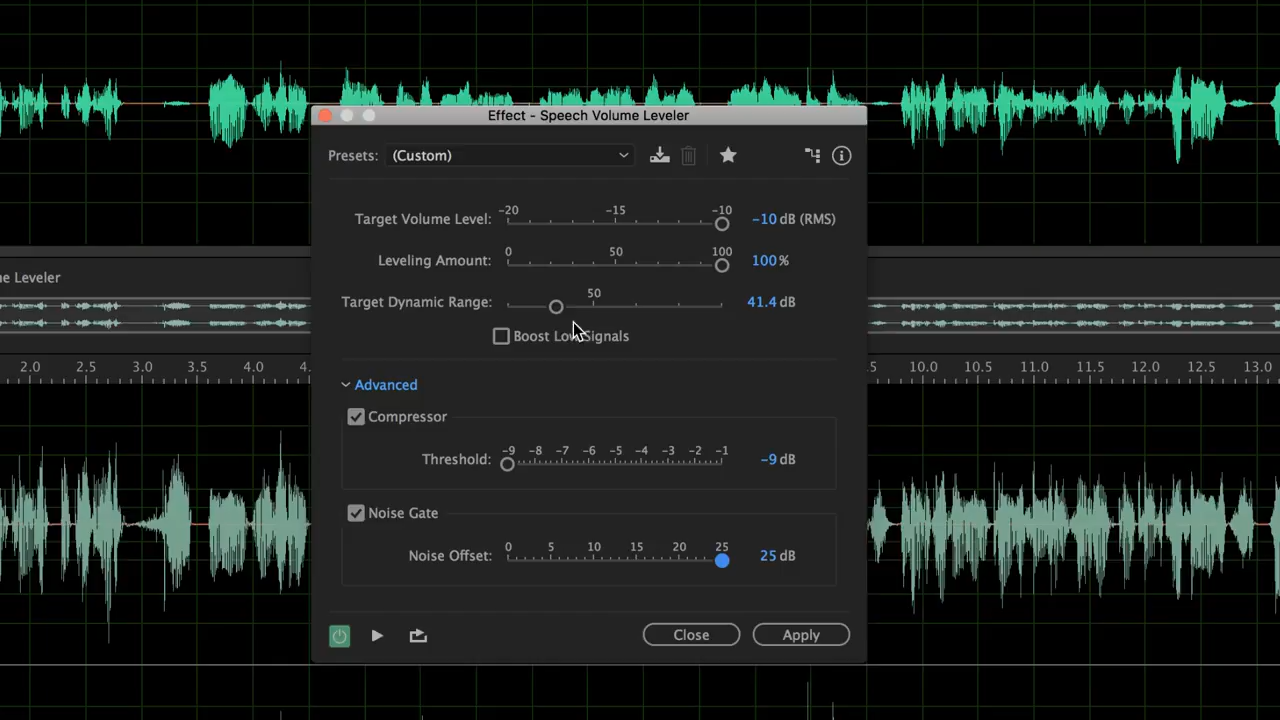 Effect - Speech Volume Leveler
Presets: (Custom)
-20 -15 -10
Target Volume Level: -10 dB (RMS)
0 50 100
Leveling Amount: 100 %
50
Target Dynamic Range: 41.4 dB
Boost Low Signals
Advanced
Compressor
-9 -8 -7 -6 -5 -4 -3 -2 -1
Threshold: -9 dB
Noise Gate
0 5 10 15 20 25
Noise Offset: 25 dB
Close Apply
Leveler
2.0 3.0 3.5 4.0 4. 5 10.0 10.5 11.0 11.5 12.0 12.5 13.0